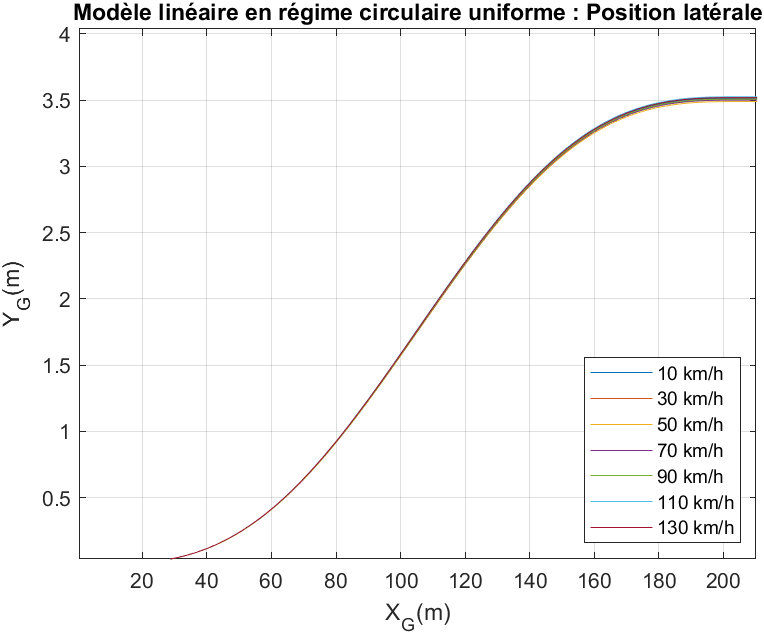 Modèle linéaire en régime circulaire uniforme : Position latérale
4
3.5
3
2.5
2
1.5
1
0.5
Y_G(m)
10 km/h
30 km/h
50 km/h
70 km/h
90 km/h
110 km/h
130 km/h
20 40 60 80 100 120 140 160 180 200
X_G(m)